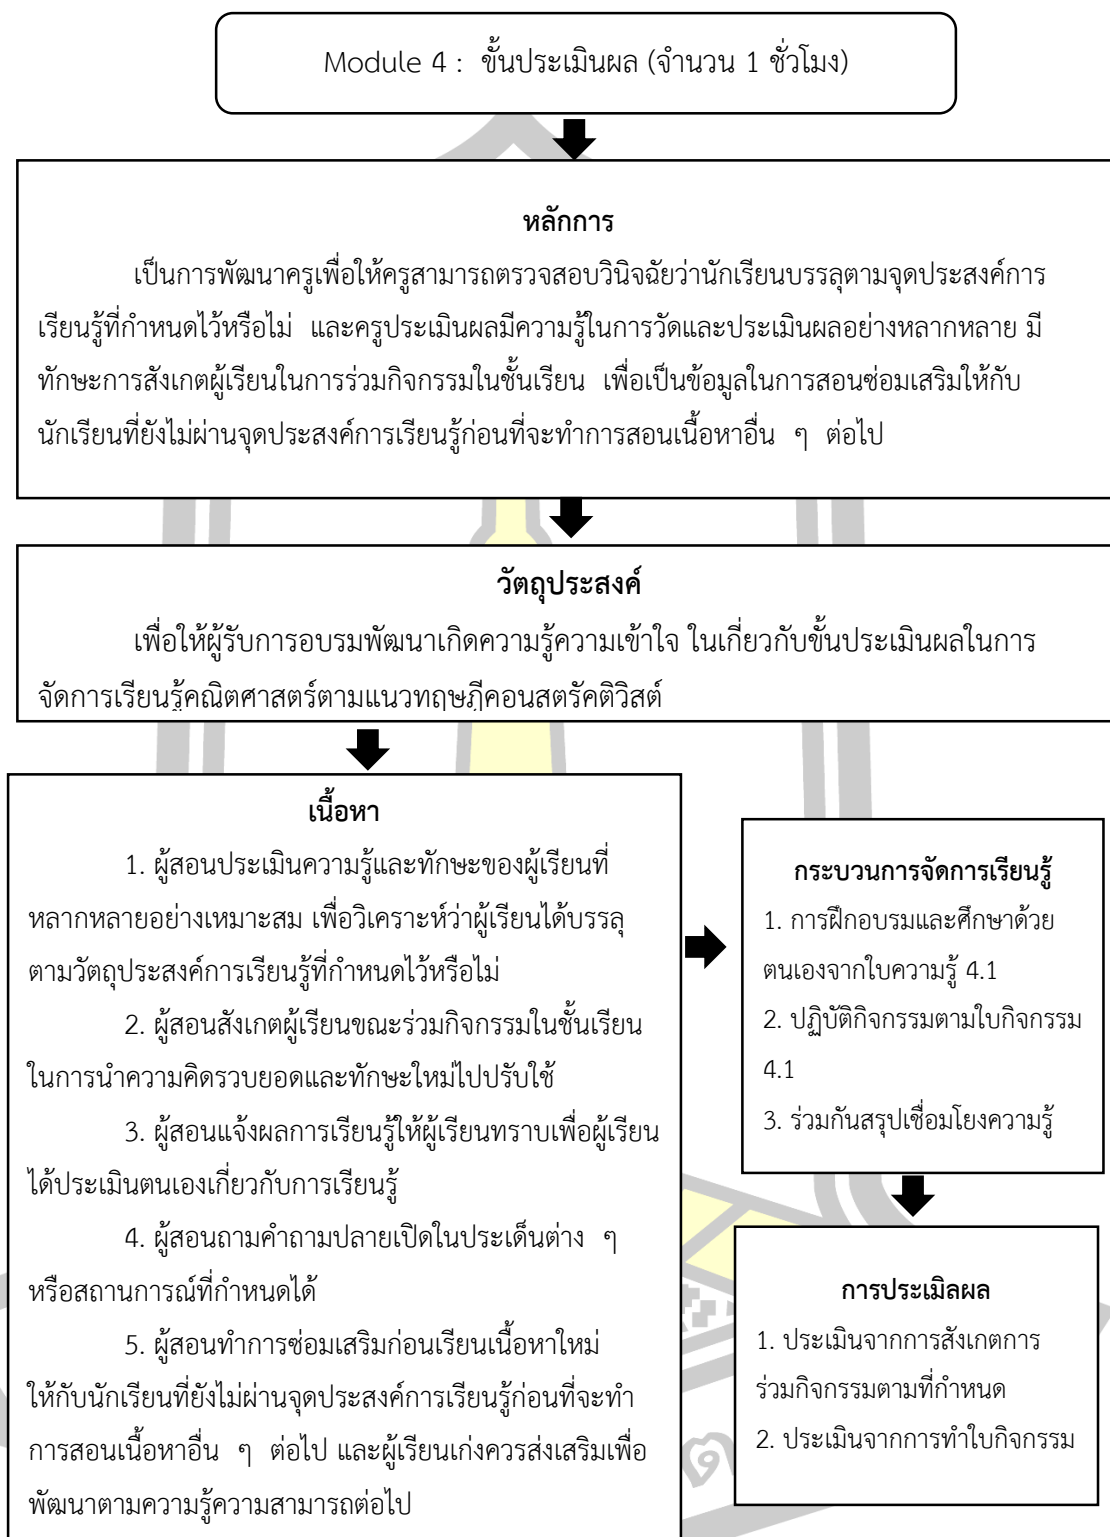 Module 4 : ขั้นประเมินผล (จำนวน 1 ชั่วโมง)
หลักการ
เป็นการพัฒนาครูเพื่อให้ครูสามารถตรวจสอบวินิจฉัยว่านักเรียนบรรลุตามจุดประสงค์การ
เรียนรู้ที่กำหนดไว้หรือไม่ และครูประเมินผลมีความรู้ในการวัดและประเมินผลอย่างหลากหลาย มี
ทักษะการสังเกตผู้เรียนในการร่วมกิจกรรมในชั้นเรียน เพื่อเป็นข้อมูลในการสอนซ่อมเสริมให้กับ
นักเรียนที่ยังไม่ผ่านจุดประสงค์การเรียนรู้ก่อนที่จะทำการสอนเนื้อหาอื่น ๆ ต่อไป
วัตถุประสงค์
เพื่อให้ผู้รับการอบรมพัฒนาเกิดความรู้ความเข้าใจ ในเกี่ยวกับขั้นประเมินผลในการ
จัดการเรียนรู้คณิตศาสตร์ตามแนวทฤษฎีคอนสตรัคติวิสต์
เนื้อหา
1. ผู้สอนประเมินความรู้และทักษะของผู้เรียนที่
หลากหลายอย่างเหมาะสม เพื่อวิเคราะห์ว่าผู้เรียนได้บรรลุ
ตามวัตถุประสงค์การเรียนรู้ที่กำหนดไว้หรือไม่
2. ผู้สอนสังเกตผู้เรียนขณะร่วมกิจกรรมในชั้นเรียน
ในการนำความคิดรวบยอดและทักษะใหม่ไปปรับใช้
3. ผู้สอนแจ้งผลการเรียนรู้ให้ผู้เรียนทราบเพื่อผู้เรียน
ได้ประเมินตนเองเกี่ยวกับการเรียนรู้
4. ผู้สอนถามคำถามปลายเปิดในประเด็นต่าง ๆ
หรือสถานการณ์ที่กำหนดได้
5. ผู้สอนทำการซ่อมเสริมก่อนเรียนเนื้อหาใหม่
ให้กับนักเรียนที่ยังไม่ผ่านจุดประสงค์การเรียนรู้ก่อนที่จะทำ
การสอนเนื้อหาอื่น ๆ ต่อไป และผู้เรียนเก่งควรส่งเสริมเพื่อ
พัฒนาตามความรู้ความสามารถต่อไป
กระบวนการจัดการเรียนรู้
1. การฝึกอบรมและศึกษาด้วย
ตนเองจากใบความรู้ 4.1
2. ปฏิบัติกิจกรรมตามใบกิจกรรม
4.1
3. ร่วมกันสรุปเชื่อมโยงความรู้
การประเมิลผล
1. ประเมินจากการสังเกตการ
ร่วมกิจกรรมตามที่กำหนด
2. ประเมินจากการทำใบกิจกรรม